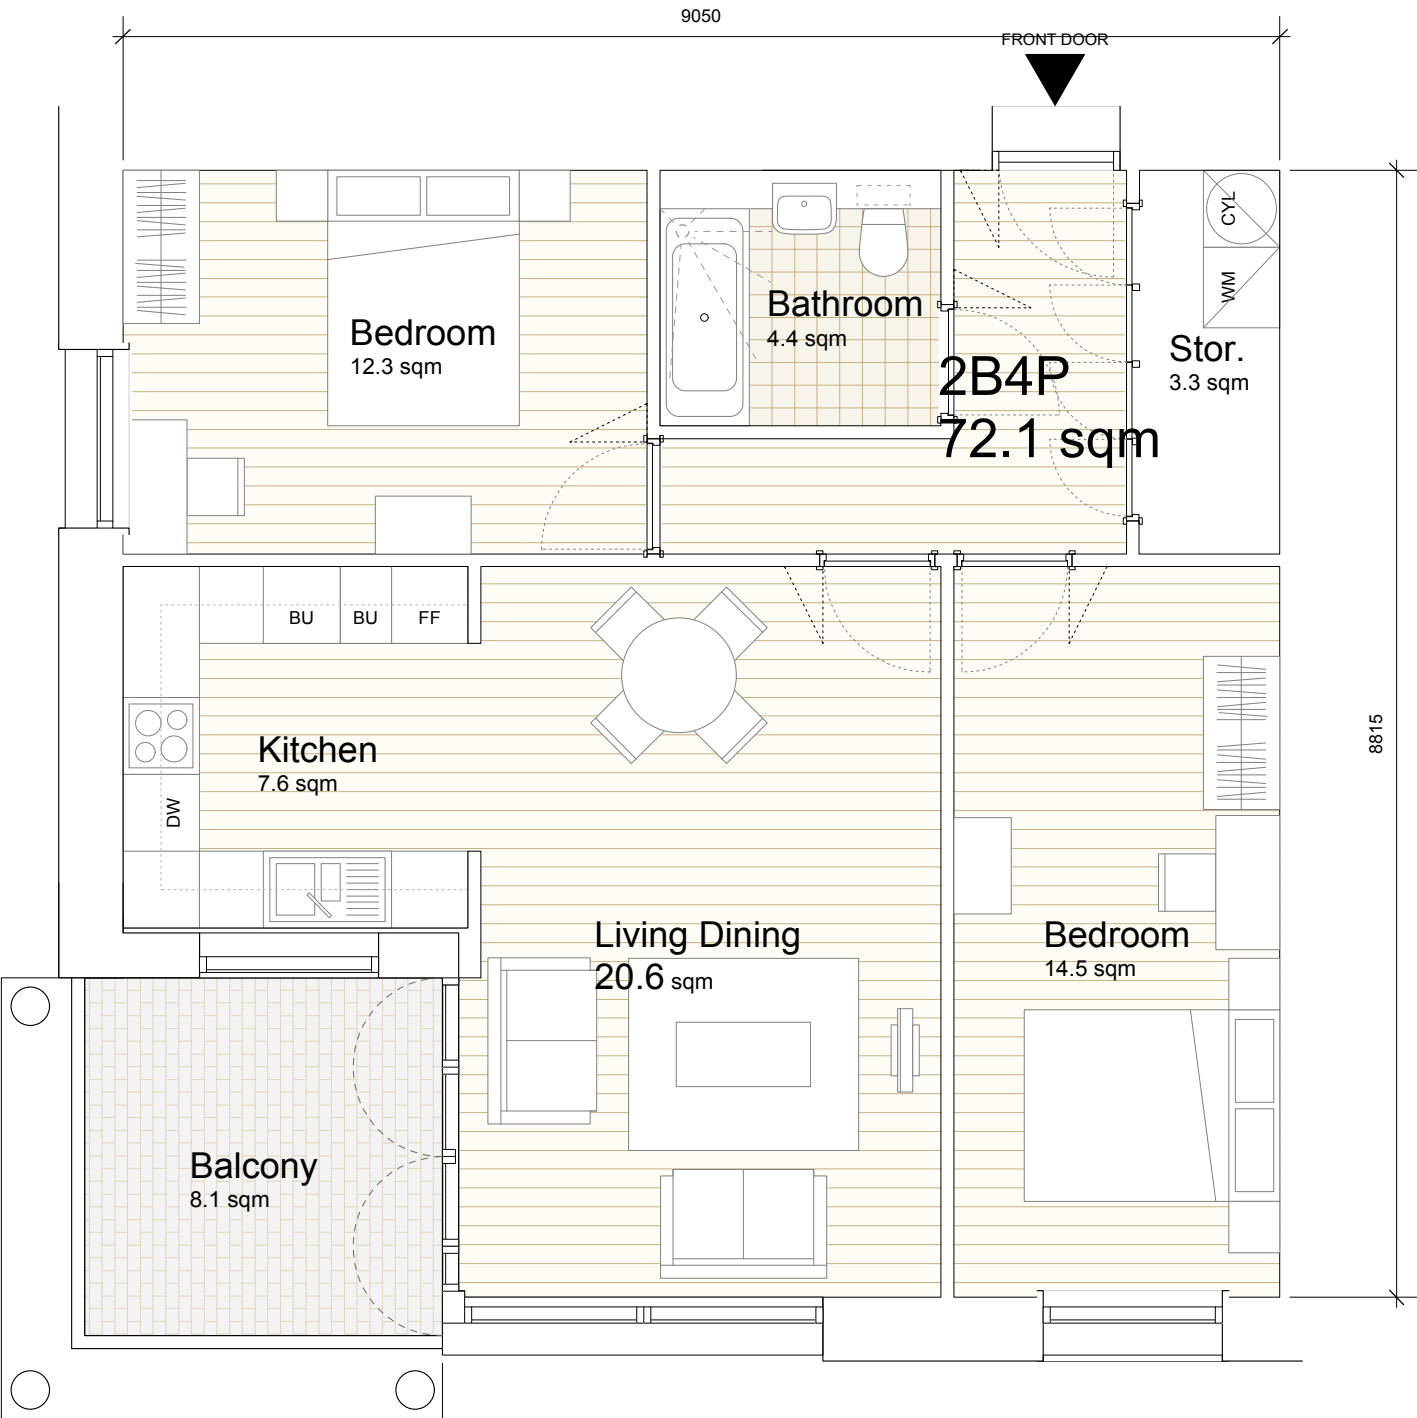 9050
FRONT DOOR
CYL
WM
Bedroom
12.3 sqm
Bathroom
4.4 sqm
Stor.
3.3 sqm
2B4P
72.1 sqm
BU
BU
FF
Kitchen
7.6 sqm
DW
8815
Living Dining
20.6 sqm
Bedroom
14.5 sqm
Balcony
8.1 sqm